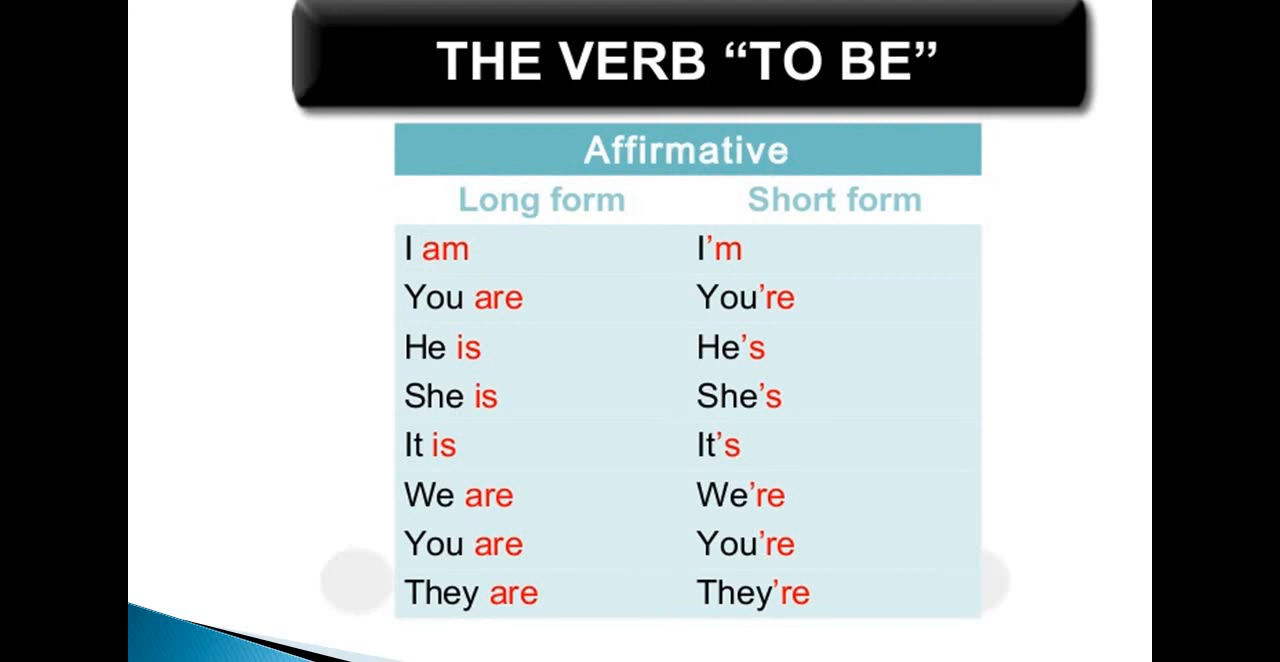 THE VERB “TO BE”
Affirmative
Long form Short form
I am I’m
You are You’re
He is He’s
She is She’s
It is It’s
We are We’re
You are You’re
They are They’re